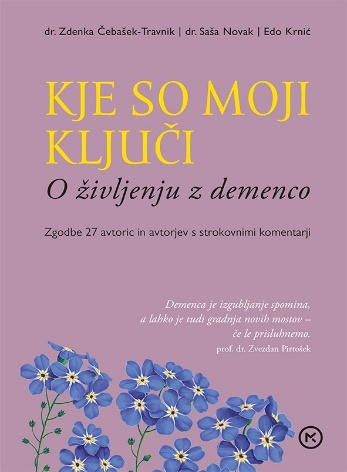 dr. Zdenka Čebašek-Travnik | dr. Saša Novak | Edo Krnić
KJE SO MOJI
KLJUČI
O življenju z demenco
Zgodbe 27 avtoric in avtorjev s strokovnimi komentarji
Demenca je izgubljanje spomina,
a lahko je tudi gradnja novih mostov –
če le prisluhnemo.
prof. dr. Zvezdan Pirtošek
M